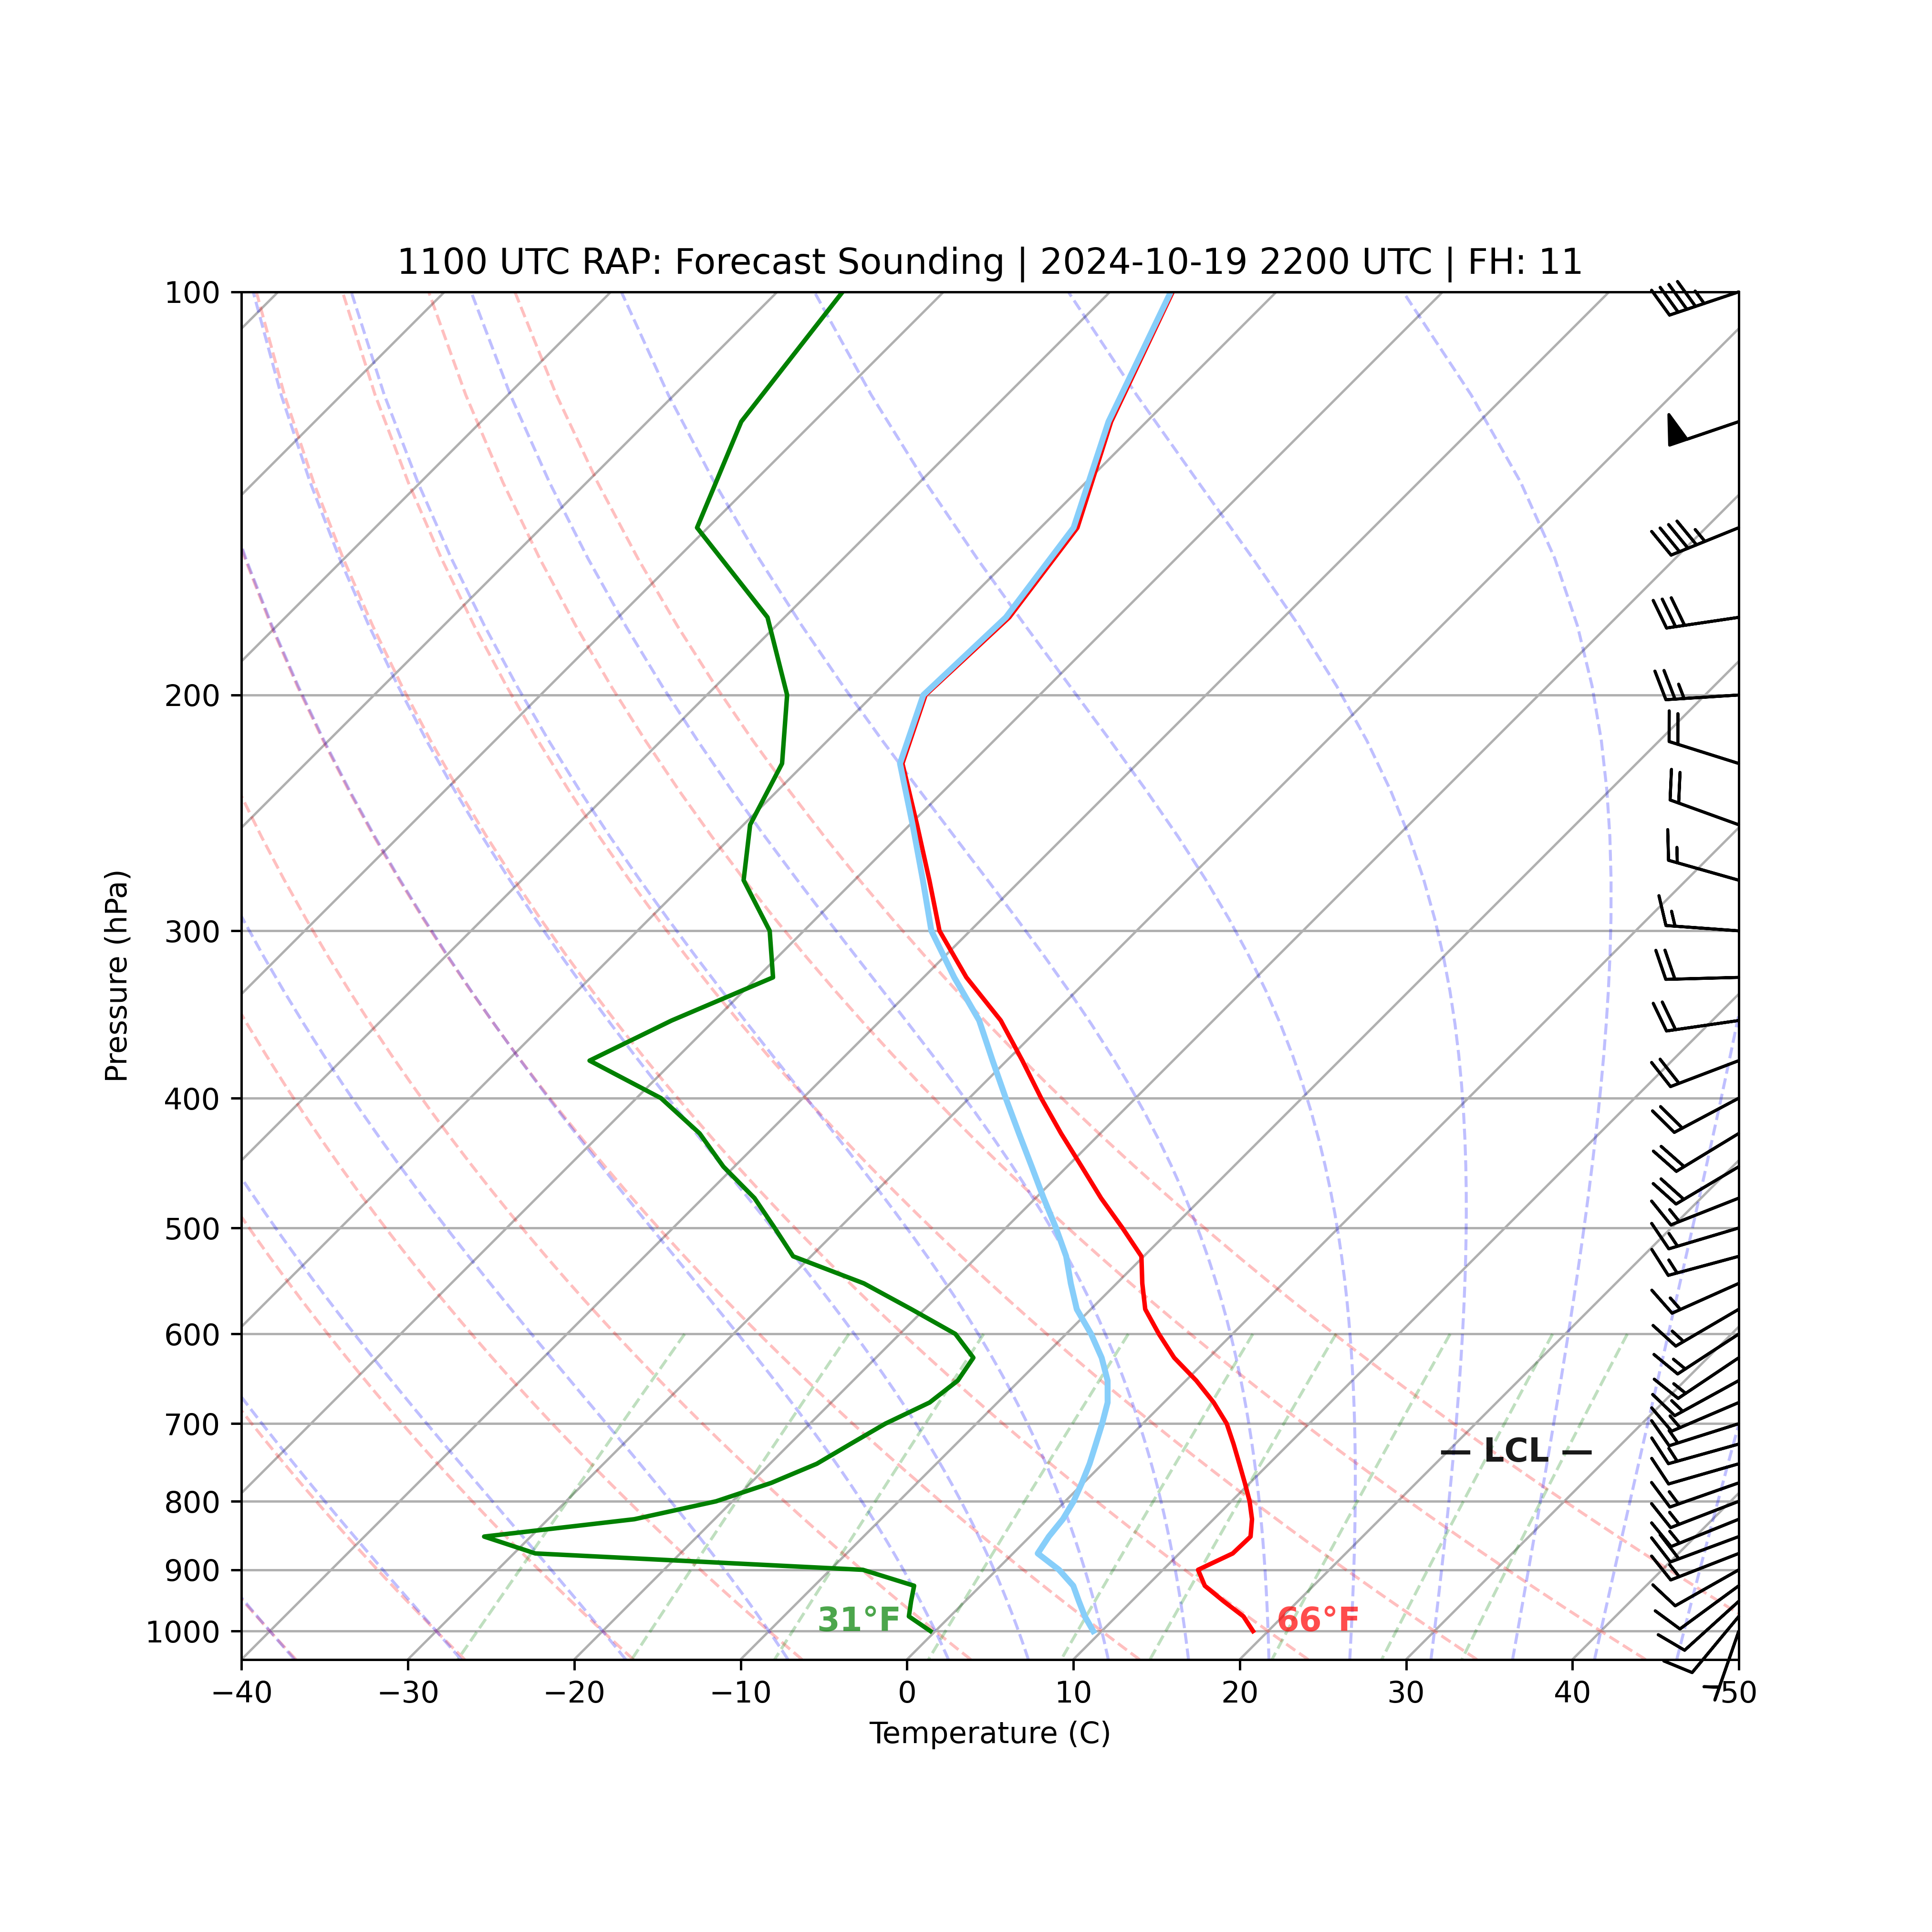 1100 UTC RAP: Forecast Sounding | 2024-10-19 2200 UTC | FH: 11
100
200
300
400
500
600
700
800
900
1000
Pressure (hPa)
— LCL —
31°F
66°F
−40 −30 −20 −10 0 10 20 30 40 50
Temperature (C)